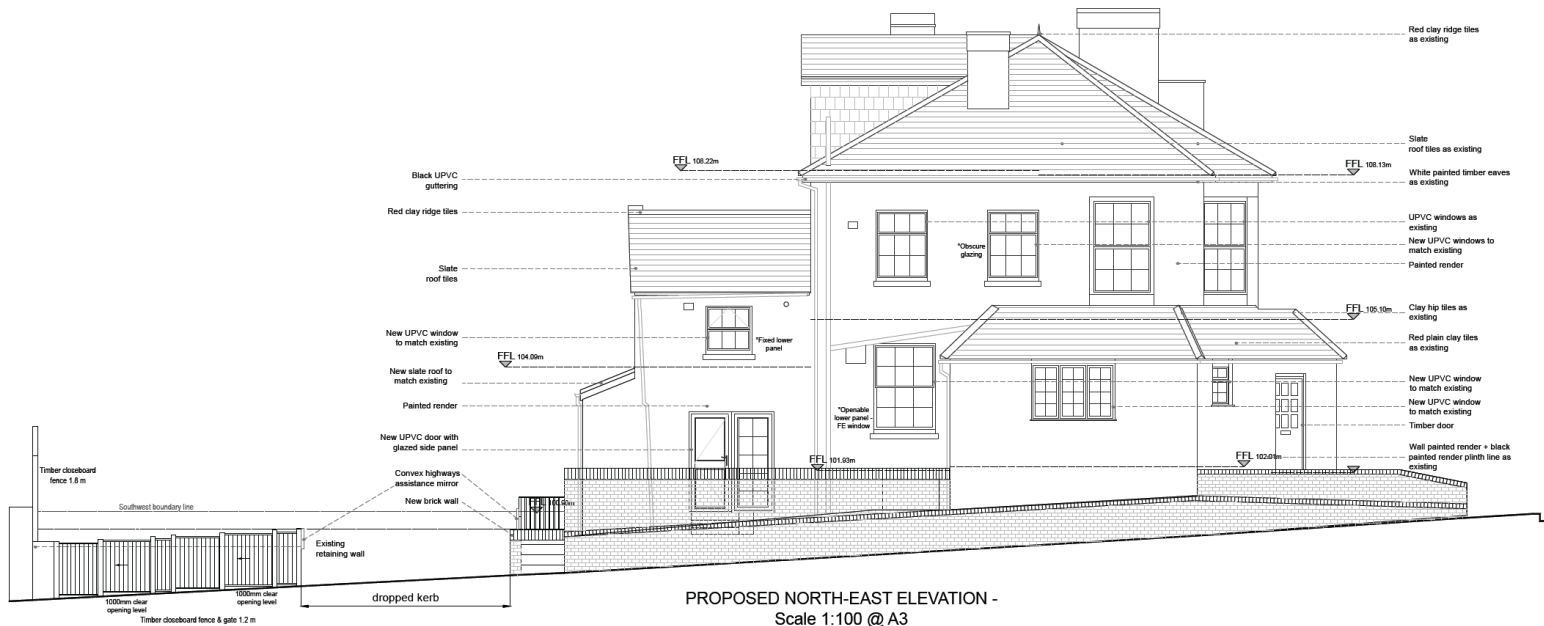 Red clay ridge tiles
as existing
Slate
roof tiles as existing
FFL 108.22m
FFL 108.13m
Black UPVC
guttering
White painted timber eaves
as existing
Red clay ridge tiles
UPVC windows as
existing
*Obscure
glazing
New UPVC windows to
match existing
Painted render
Slate
roof tiles
FFL 105.10m
Clay hip tiles as
existing
New UPVC window
to match existing
*Fixed lower
panel
Red plain clay tiles
as existing
FFL 104.09m
New slate roof to
match existing
New UPVC window
to match existing
Painted render
*Openable
lower panel -
FE window
New UPVC window
to match existing
Timber door
New UPVC door with
glazed side panel
FFL 101.93m
FFL 102.01m
Wall painted render + black
painted render plinth line as
existing
Timber closeboard
fence 1.8 m
Convex highways
assistance mirror
New brick wall
Southwest boundary line
Existing
retaining wall
1000mm clear
opening level
1000mm clear
opening level
dropped kerb
Timber closeboard fence & gate 1.2 m
PROPOSED NORTH-EAST ELEVATION -
Scale 1:100 @ A3